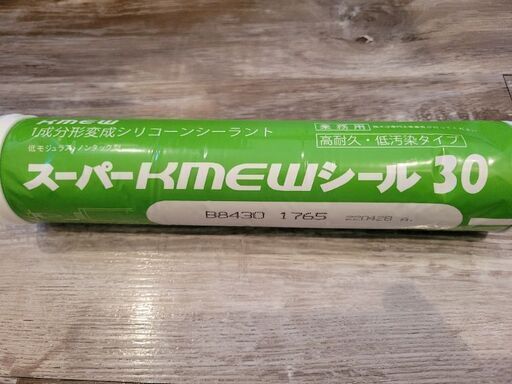 KMEW
1成分形変成シリコーンシーラント
業務用
低モジュラス・ノンタック型
高耐久・低汚染タイプ
スーパーKMEWシール 30
B8430 1765 220428 A.